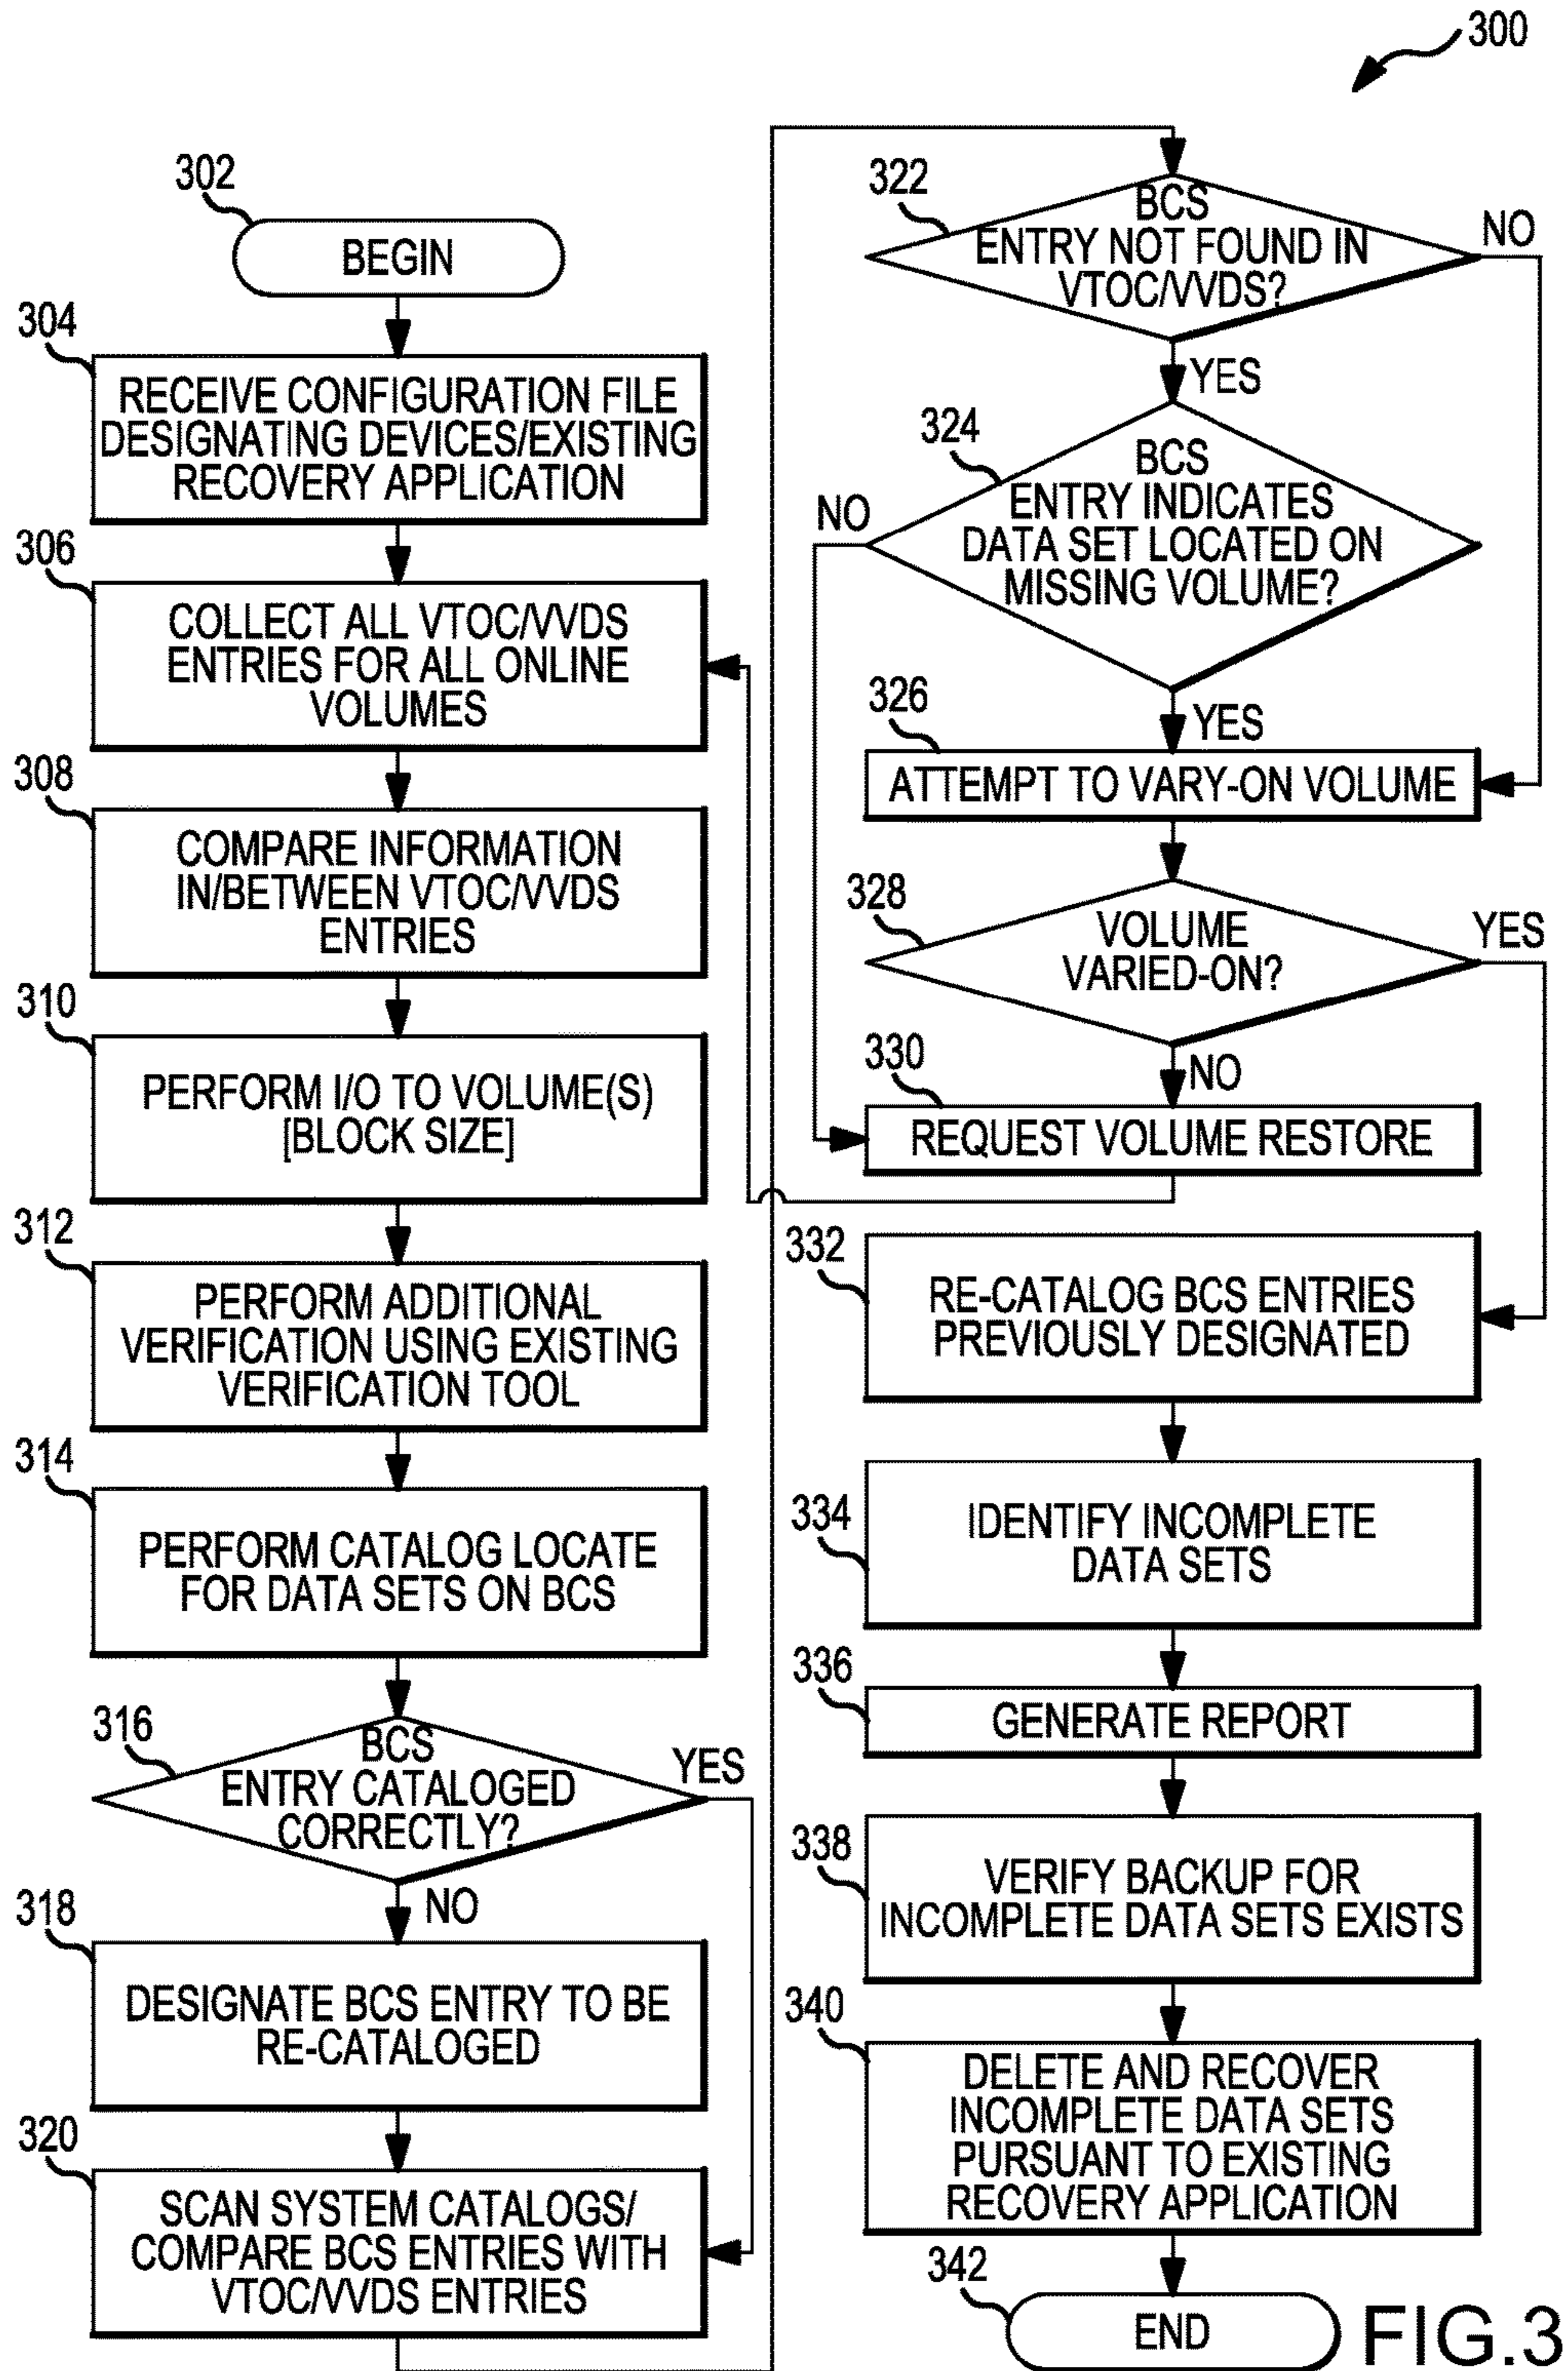 300
302
BEGIN
304
RECEIVE CONFIGURATION FILE
DESIGNATING DEVICES/EXISTING
RECOVERY APPLICATION
306
COLLECT ALL VTOC/VVDS
ENTRIES FOR ALL ONLINE
VOLUMES
308
COMPARE INFORMATION
IN/BETWEEN VTOC/VVDS
ENTRIES
310
PERFORM I/O TO VOLUME(S)
[BLOCK SIZE]
312
PERFORM ADDITIONAL
VERIFICATION USING EXISTING
VERIFICATION TOOL
314
PERFORM CATALOG LOCATE
FOR DATA SETS ON BCS
316
BCS
ENTRY CATALOGED
CORRECTLY?
YES
NO
318
DESIGNATE BCS ENTRY TO BE
RE-CATALOGED
320
SCAN SYSTEM CATALOGS/
COMPARE BCS ENTRIES WITH
VTOC/VVDS ENTRIES
322
BCS
ENTRY NOT FOUND IN
VTOC/VVDS?
NO
YES
324
BCS
ENTRY INDICATES
DATA SET LOCATED ON
MISSING VOLUME?
NO
YES
326
ATTEMPT TO VARY-ON VOLUME
328
VOLUME
VARIED-ON?
YES
NO
330
REQUEST VOLUME RESTORE
332
RE-CATALOG BCS ENTRIES
PREVIOUSLY DESIGNATED
334
IDENTIFY INCOMPLETE
DATA SETS
336
GENERATE REPORT
338
VERIFY BACKUP FOR
INCOMPLETE DATA SETS EXISTS
340
DELETE AND RECOVER
INCOMPLETE DATA SETS
PURSUANT TO EXISTING
RECOVERY APPLICATION
342
END
FIG.3